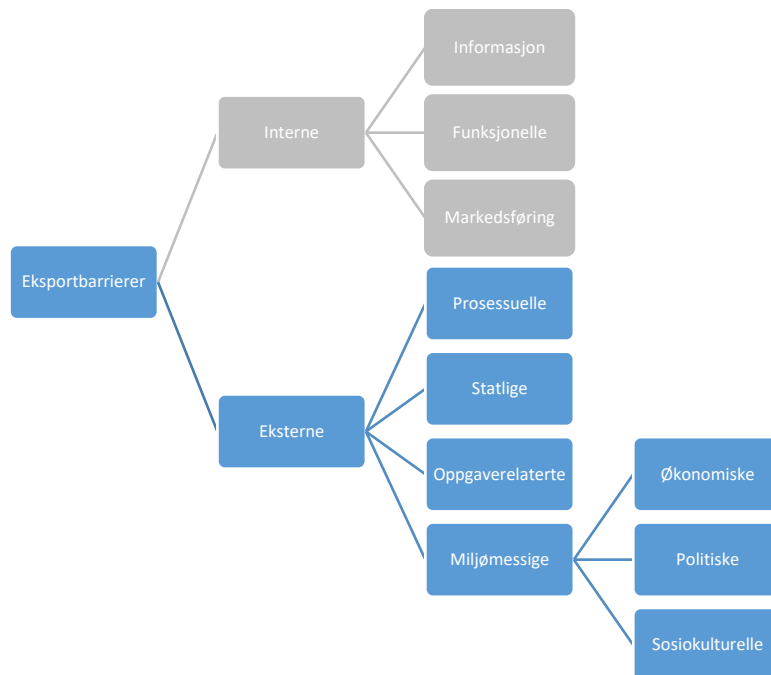 Eksportbarrierer
Interne
Informasjon
Funksjonelle
Markedsføring
Eksterne
Prosessuelle
Statlige
Oppgaverelaterte
Miljømessige
Økonomiske
Politiske
Sosiokulturelle